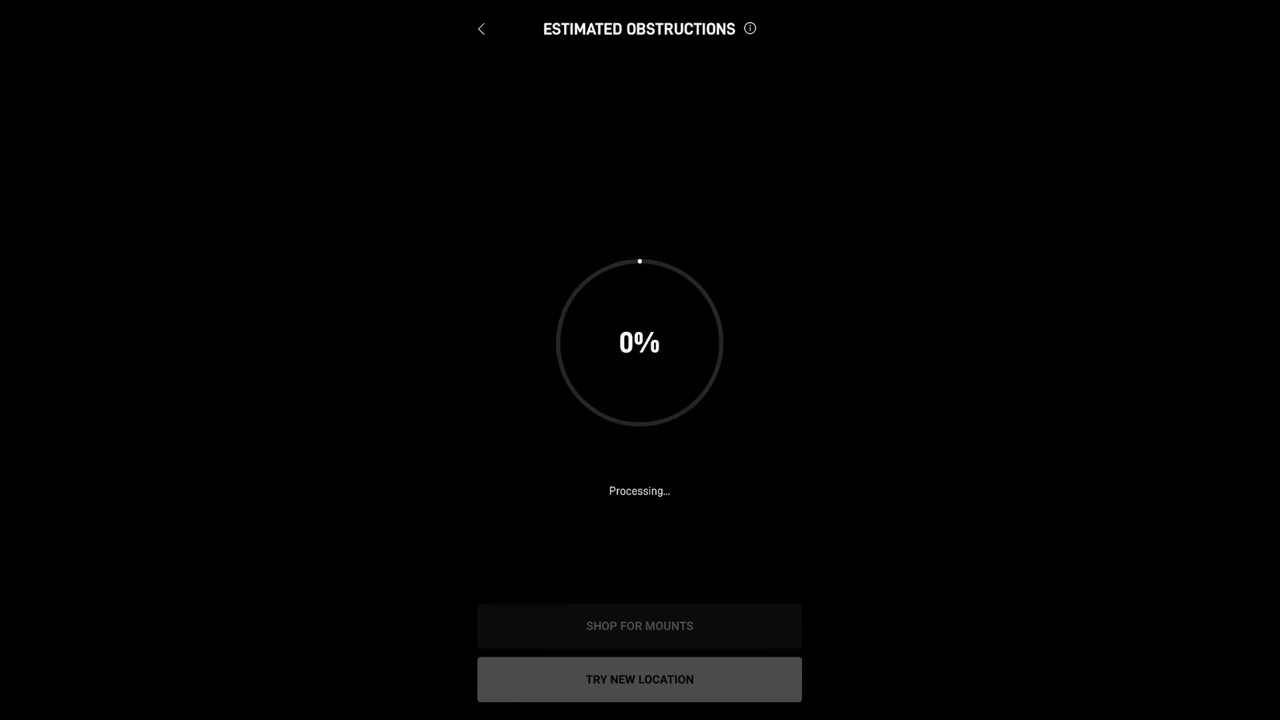 ESTIMATED OBSTRUCTIONS
0%
Processing...
SHOP FOR MOUNTS
TRY NEW LOCATION